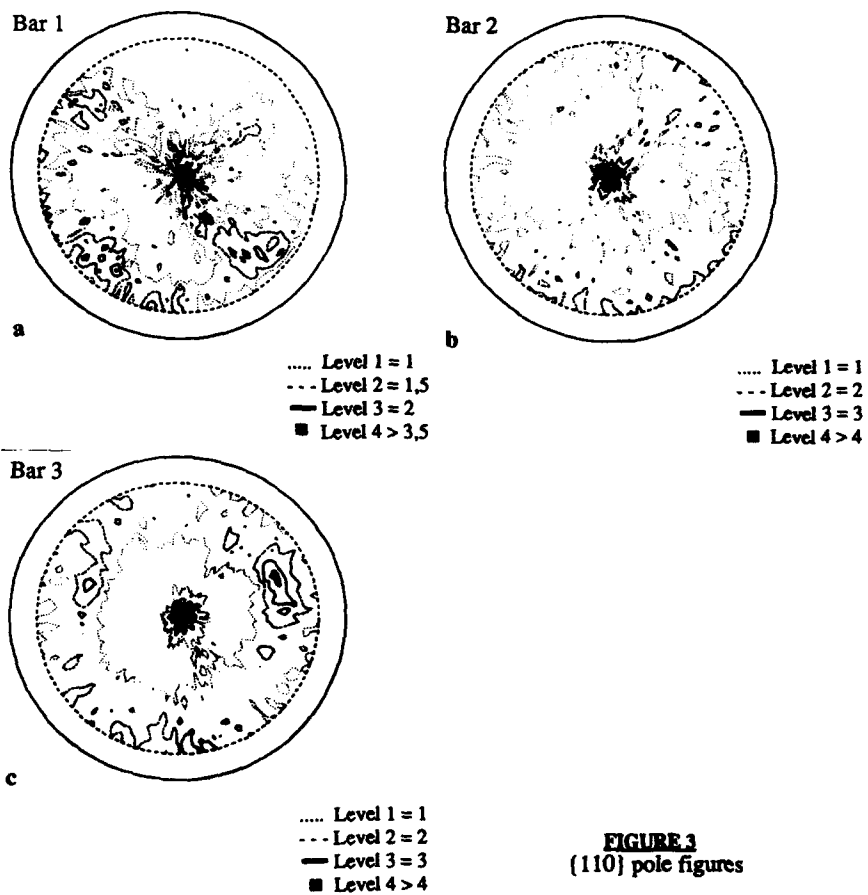 Bar 1
a
..... Level 1 = 1
--- Level 2 = 1,5
— Level 3 = 2
■ Level 4 > 3,5
Bar 2
b
..... Level 1 = 1
---- Level 2 = 2
— Level 3 = 3
■ Level 4 > 4
Bar 3
c
..... Level 1 = 1
--- Level 2 = 2
— Level 3 = 3
■ Level 4 > 4
FIGURE 3
{110} pole figures